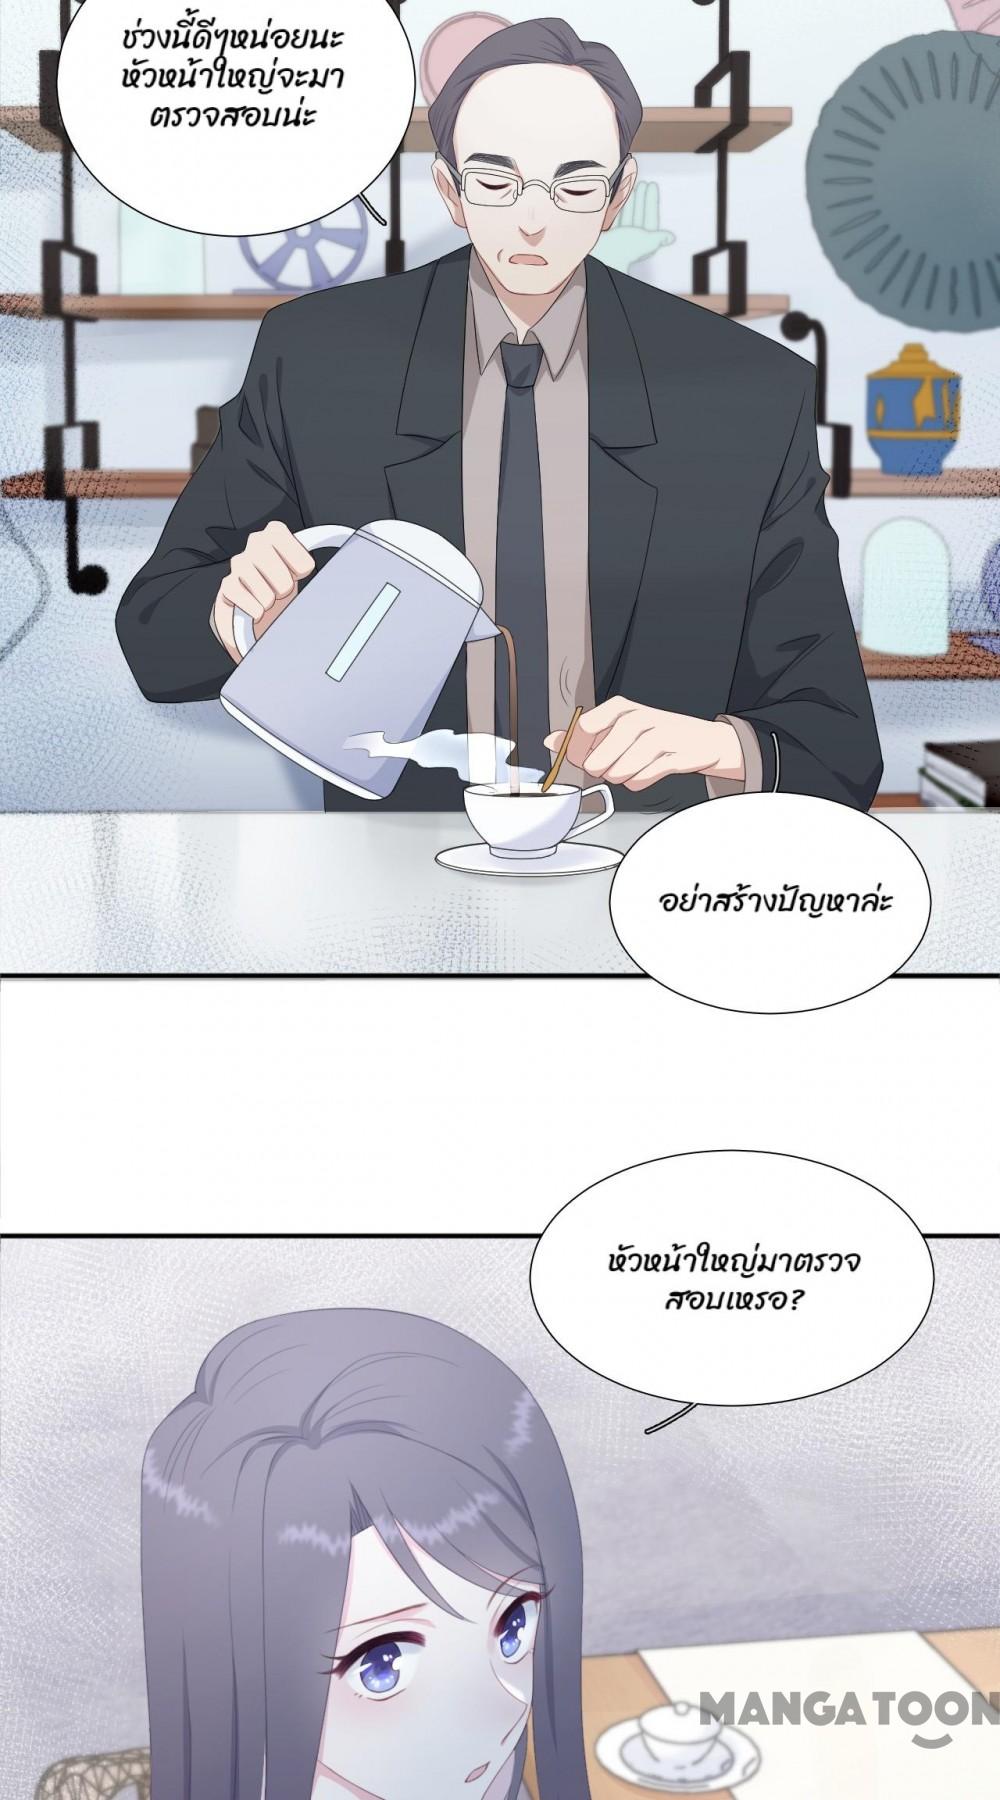 ช่วงนี้ดีๆหน่อยนะ
หัวหน้าใหญ่จะมา
ตรวจสอบน่ะ
อย่าสร้างปัญหาล่ะ
หัวหน้าใหญ่มาตรวจ
สอบเหรอ?
MANGATOON